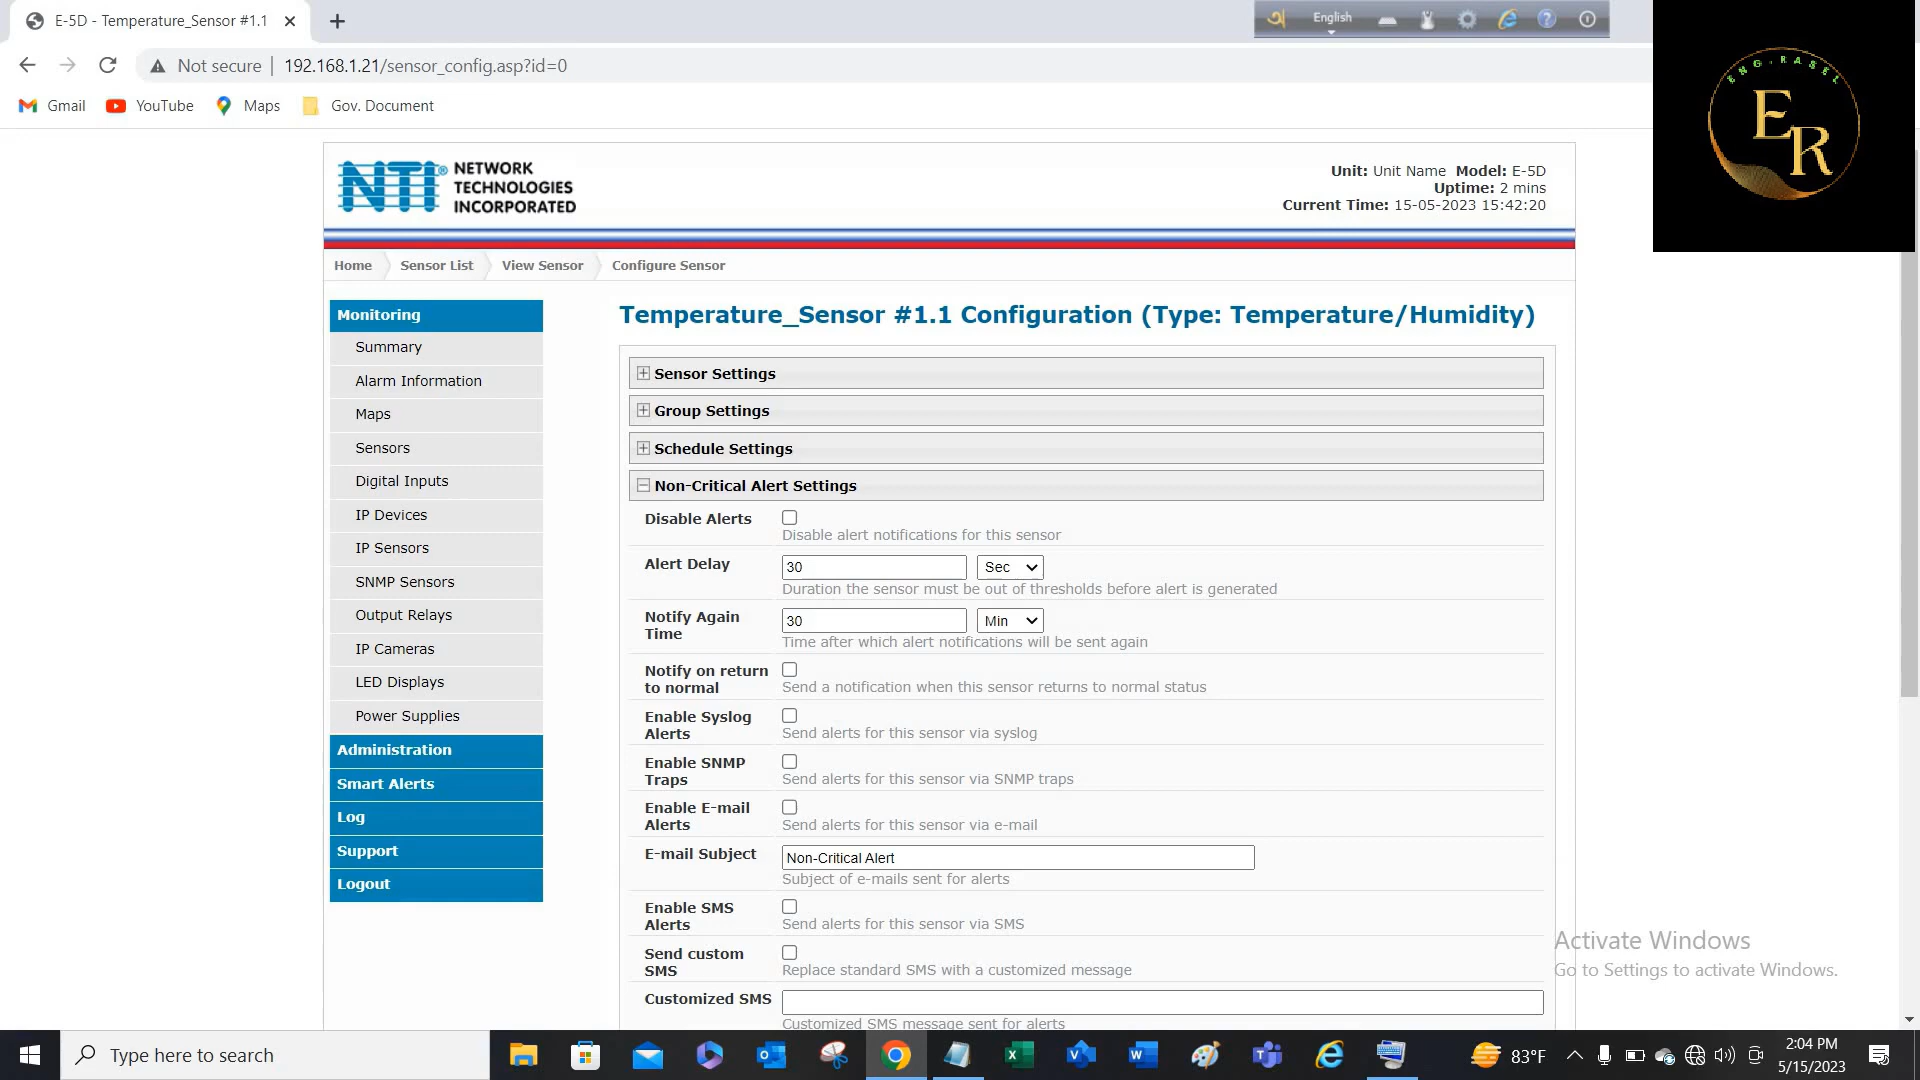 E-5D - Temperature_Sensor #1.1
English
Not secure 192.168.1.21/sensor_config.asp?id=0
Gmail YouTube Maps Gov. Document
ENG.RASEL
ER
NTI® NETWORK
TECHNOLOGIES
INCORPORATED
Unit: Unit Name Model: E-5D
Uptime: 2 mins
Current Time: 15-05-2023 15:42:20
Home Sensor List View Sensor Configure Sensor
Monitoring
Summary
Alarm Information
Maps
Sensors
Digital Inputs
IP Devices
IP Sensors
SNMP Sensors
Output Relays
IP Cameras
LED Displays
Power Supplies
Administration
Smart Alerts
Log
Support
Logout
Temperature_Sensor #1.1 Configuration (Type: Temperature/Humidity)
Sensor Settings
Group Settings
Schedule Settings
Non-Critical Alert Settings
Disable Alerts
Disable alert notifications for this sensor
Alert Delay 30 Sec
Duration the sensor must be out of thresholds before alert is generated
Notify Again
Time
30 Min
Time after which alert notifications will be sent again
Notify on return
to normal
Send a notification when this sensor returns to normal status
Enable Syslog
Alerts
Send alerts for this sensor via syslog
Enable SNMP
Traps
Send alerts for this sensor via SNMP traps
Enable E-mail
Alerts
Send alerts for this sensor via e-mail
E-mail Subject Non-Critical Alert
Subject of e-mails sent for alerts
Enable SMS
Alerts
Send alerts for this sensor via SMS
Send custom
SMS
Replace standard SMS with a customized message
Customized SMS
Customized SMS message sent for alerts
Activate Windows
Go to Settings to activate Windows.
Type here to search
83°F
2:04 PM
5/15/2023